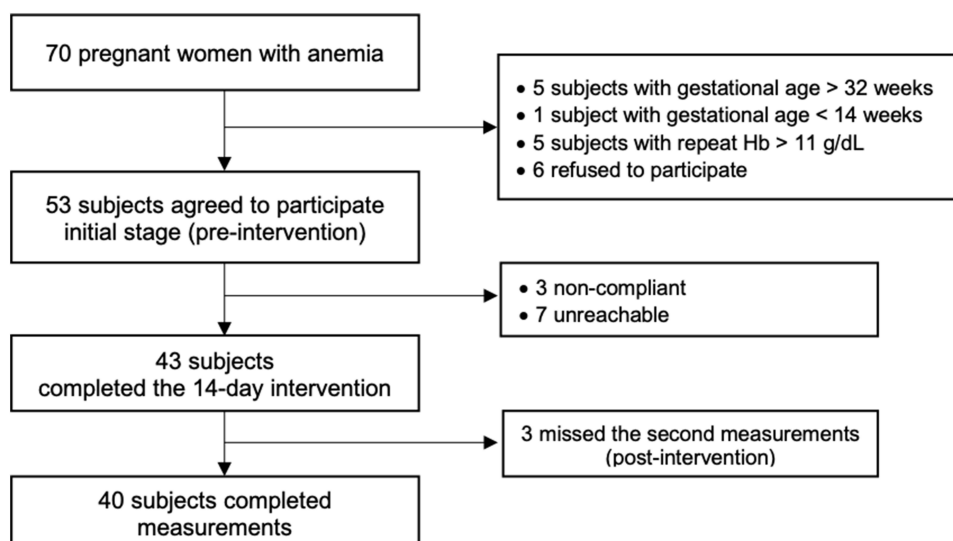 70 pregnant women with anemia
• 5 subjects with gestational age > 32 weeks
• 1 subject with gestational age < 14 weeks
• 5 subjects with repeat Hb > 11 g/dL
• 6 refused to participate
53 subjects agreed to participate
initial stage (pre-intervention)
• 3 non-compliant
• 7 unreachable
43 subjects
completed the 14-day intervention
3 missed the second measurements
(post-intervention)
40 subjects completed
measurements